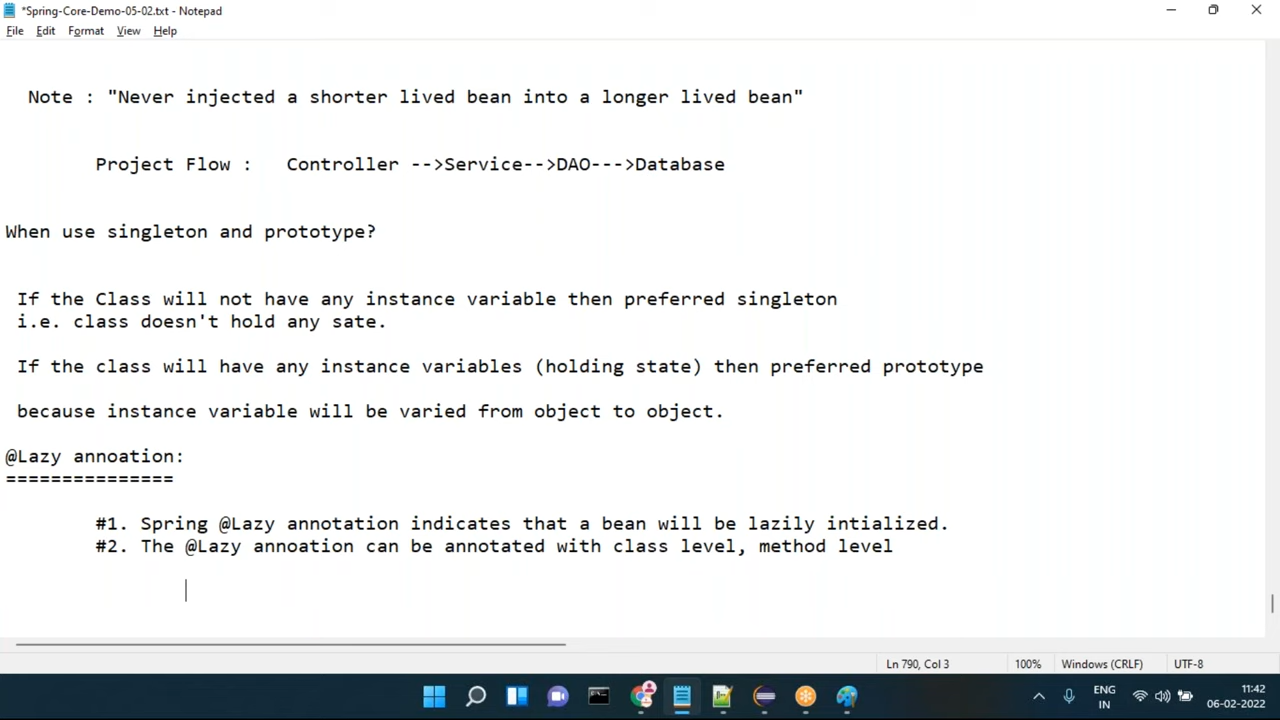 *Spring-Core-Demo-05-02.txt - Notepad
File Edit Format View Help
Note : "Never injected a shorter lived bean into a longer lived bean"
Project Flow : Controller -->Service-->DAO--->Database
When use singleton and prototype?
If the Class will not have any instance variable then preferred singleton
i.e. class doesn't hold any sate.
If the class will have any instance variables (holding state) then preferred prototype
because instance variable will be varied from object to object.
@Lazy annoation:
===============
#1. Spring @Lazy annotation indicates that a bean will be lazily intialized.
#2. The @Lazy annoation can be annotated with class level, method level
Ln 790, Col 3 100% Windows (CRLF) UTF-8
ENG 11:42
IN 06-02-2022